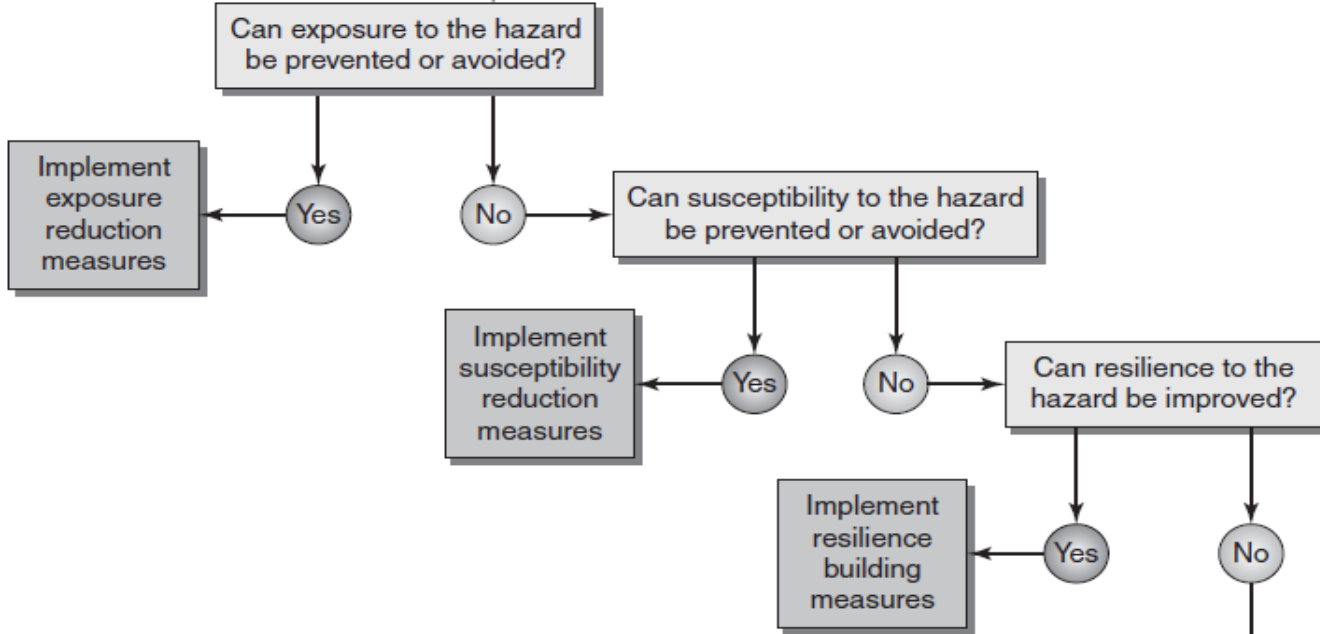 Can exposure to the hazard
be prevented or avoided?
Implement
exposure
reduction
measures
Yes
No
Can susceptibility to the hazard
be prevented or avoided?
Implement
susceptibility
reduction
measures
Yes
No
Can resilience to the
hazard be improved?
Implement
resilience
building
measures
Yes
No